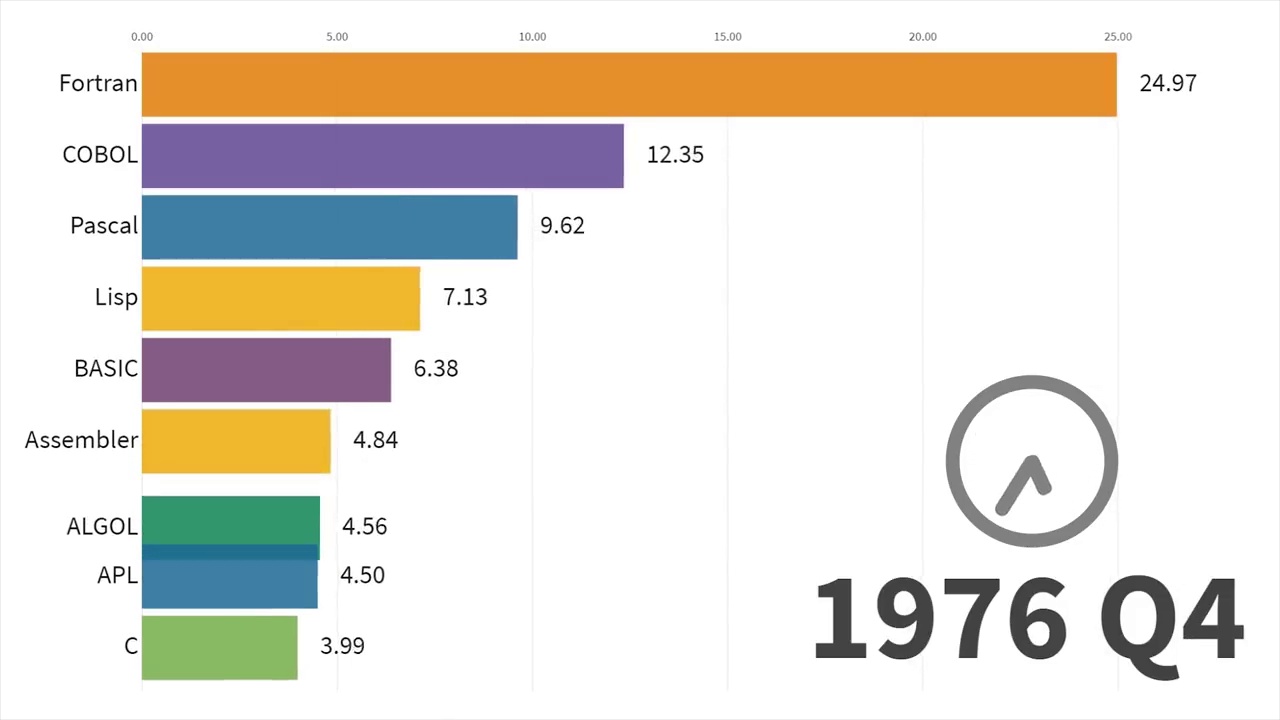 0.00 5.00 10.00 15.00 20.00 25.00
Fortran 24.97
COBOL 12.35
Pascal 9.62
Lisp 7.13
BASIC 6.38
Assembler 4.84
ALGOL 4.56
APL 4.50
C 3.99
1976 Q4